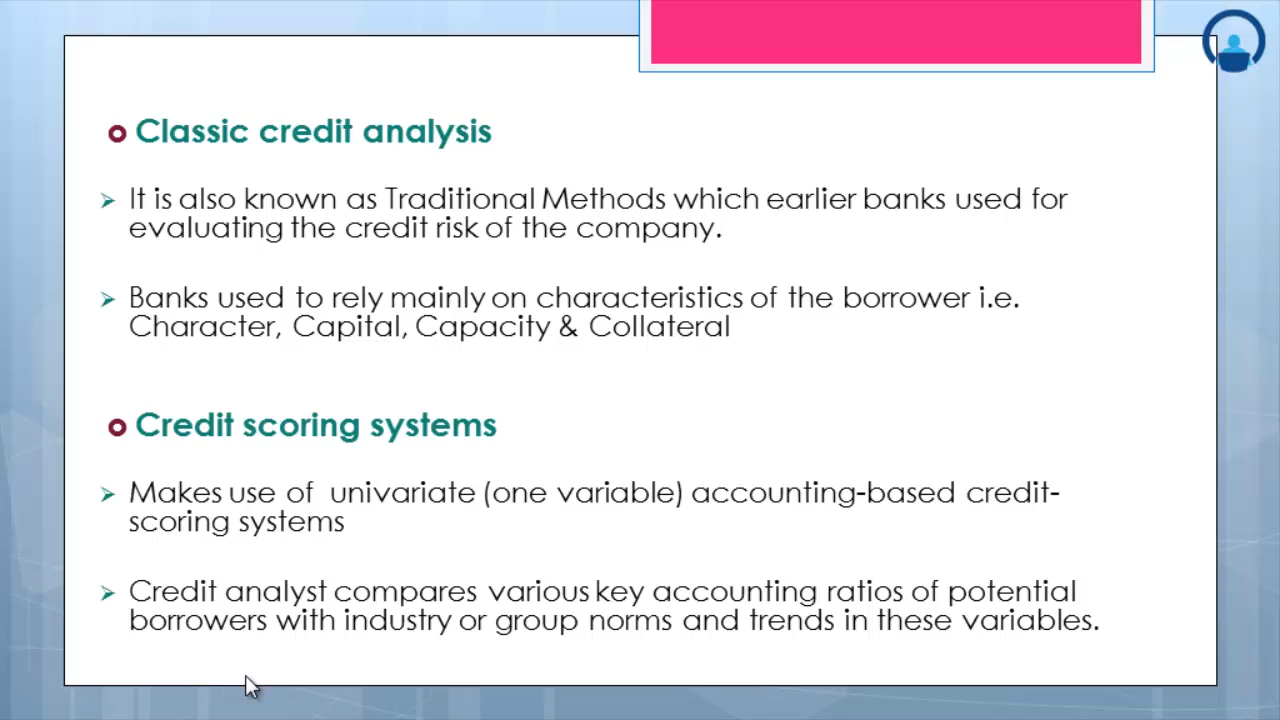 Classic credit analysis
It is also known as Traditional Methods which earlier banks used for
evaluating the credit risk of the company.
Banks used to rely mainly on characteristics of the borrower i.e.
Character, Capital, Capacity & Collateral
Credit scoring systems
Makes use of univariate (one variable) accounting-based credit-
scoring systems
Credit analyst compares various key accounting ratios of potential
borrowers with industry or group norms and trends in these variables.